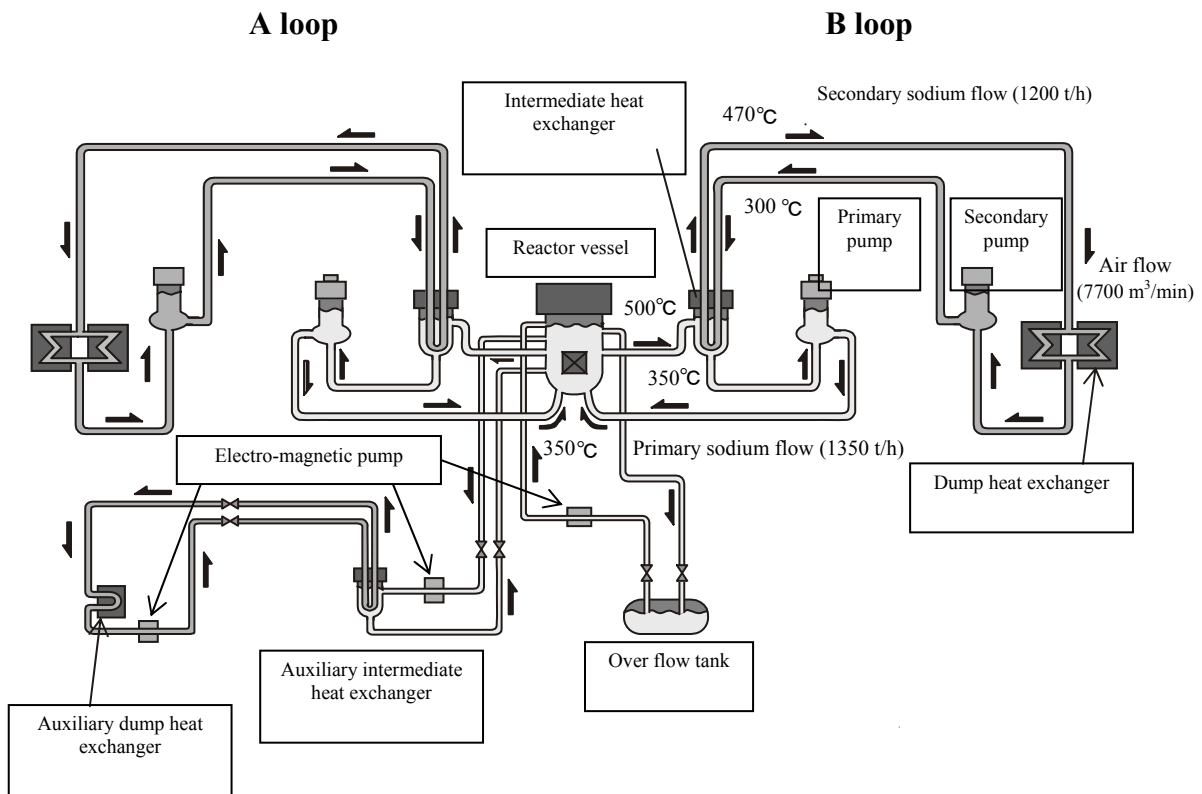 A loop
B loop
Intermediate heat
exchanger
Secondary sodium flow (1200 t/h)
470℃
300 ℃
Primary
pump
Secondary
pump
Reactor vessel
Air flow
(7700 m³/min)
500℃
350℃
350℃
Primary sodium flow (1350 t/h)
Electro-magnetic pump
Dump heat exchanger
Over flow tank
Auxiliary intermediate
heat exchanger
Auxiliary dump heat
exchanger